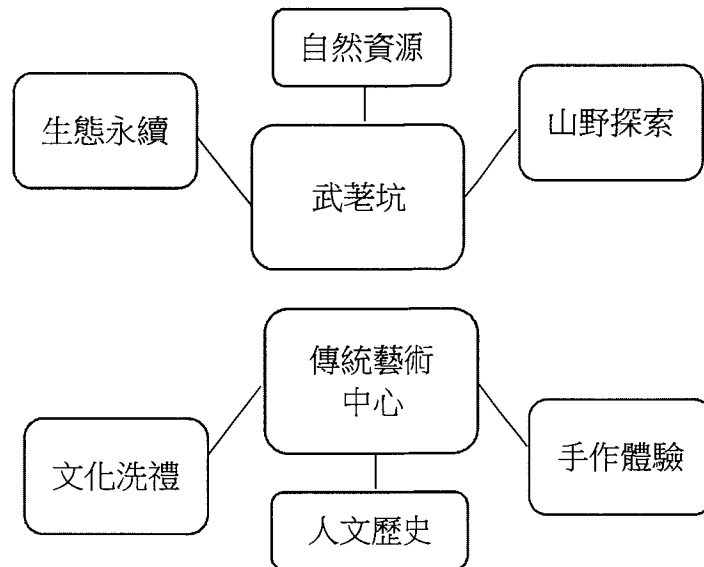 自然資源
生態永續
山野探索
武荖坑
傳統藝術
中心
文化洗禮
手作體驗
人文歷史